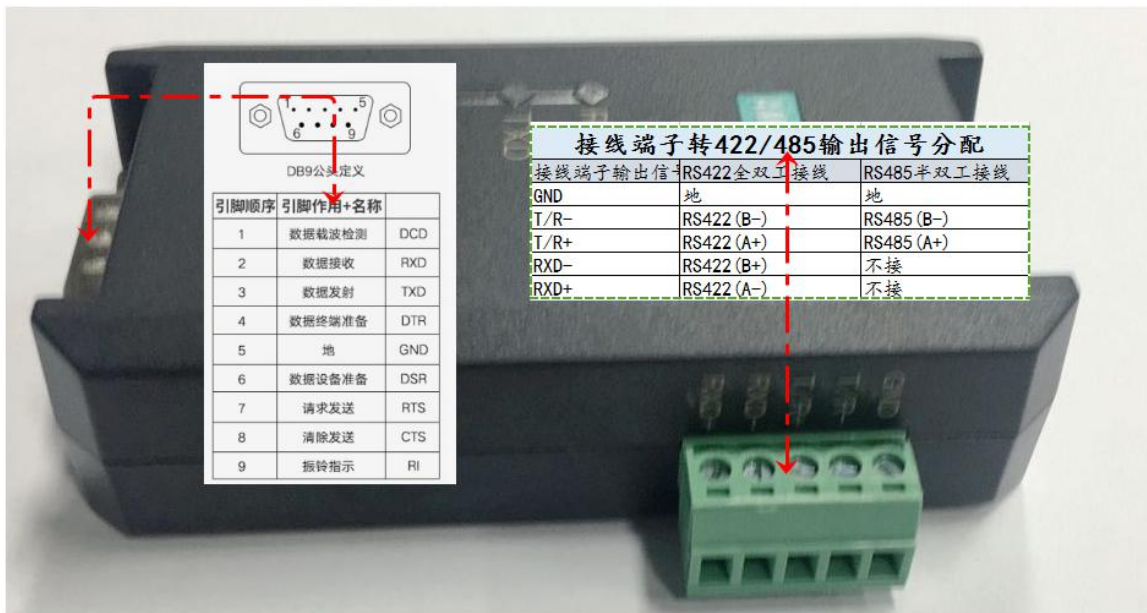 1 5
6 9
DB9公头定义
引脚顺序 引脚作用+名称
1 数据载波检测 DCD
2 数据接收 RXD
3 数据发射 TXD
4 数据终端准备 DTR
5 地 GND
6 数据设备准备 DSR
7 请求发送 RTS
8 清除发送 CTS
9 振铃指示 RI
接线端子转422/485输出信号分配
接线端子输出信 RS422全双工接线 RS485半双工接线
GND 地 地
T/R- RS422(B-) RS485(B-)
T/R+ RS422(A+) RS485(A+)
RXD- RS422(B+) 不接
RXD+ RS422(A-) 不接
RXD RXD- GND